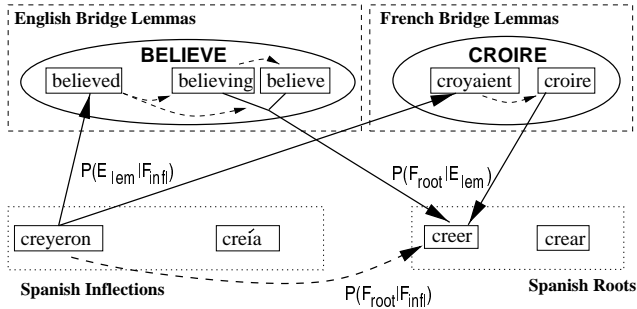 English Bridge Lemmas
French Bridge Lemmas
BELIEVE
CROIRE
believed
believing
believe
croyaient
croire
P(E_lem|F_infl)
P(F_root|E_lem)
creyeron
creía
creer
crear
Spanish Inflections
P(F_root|F_infl)
Spanish Roots